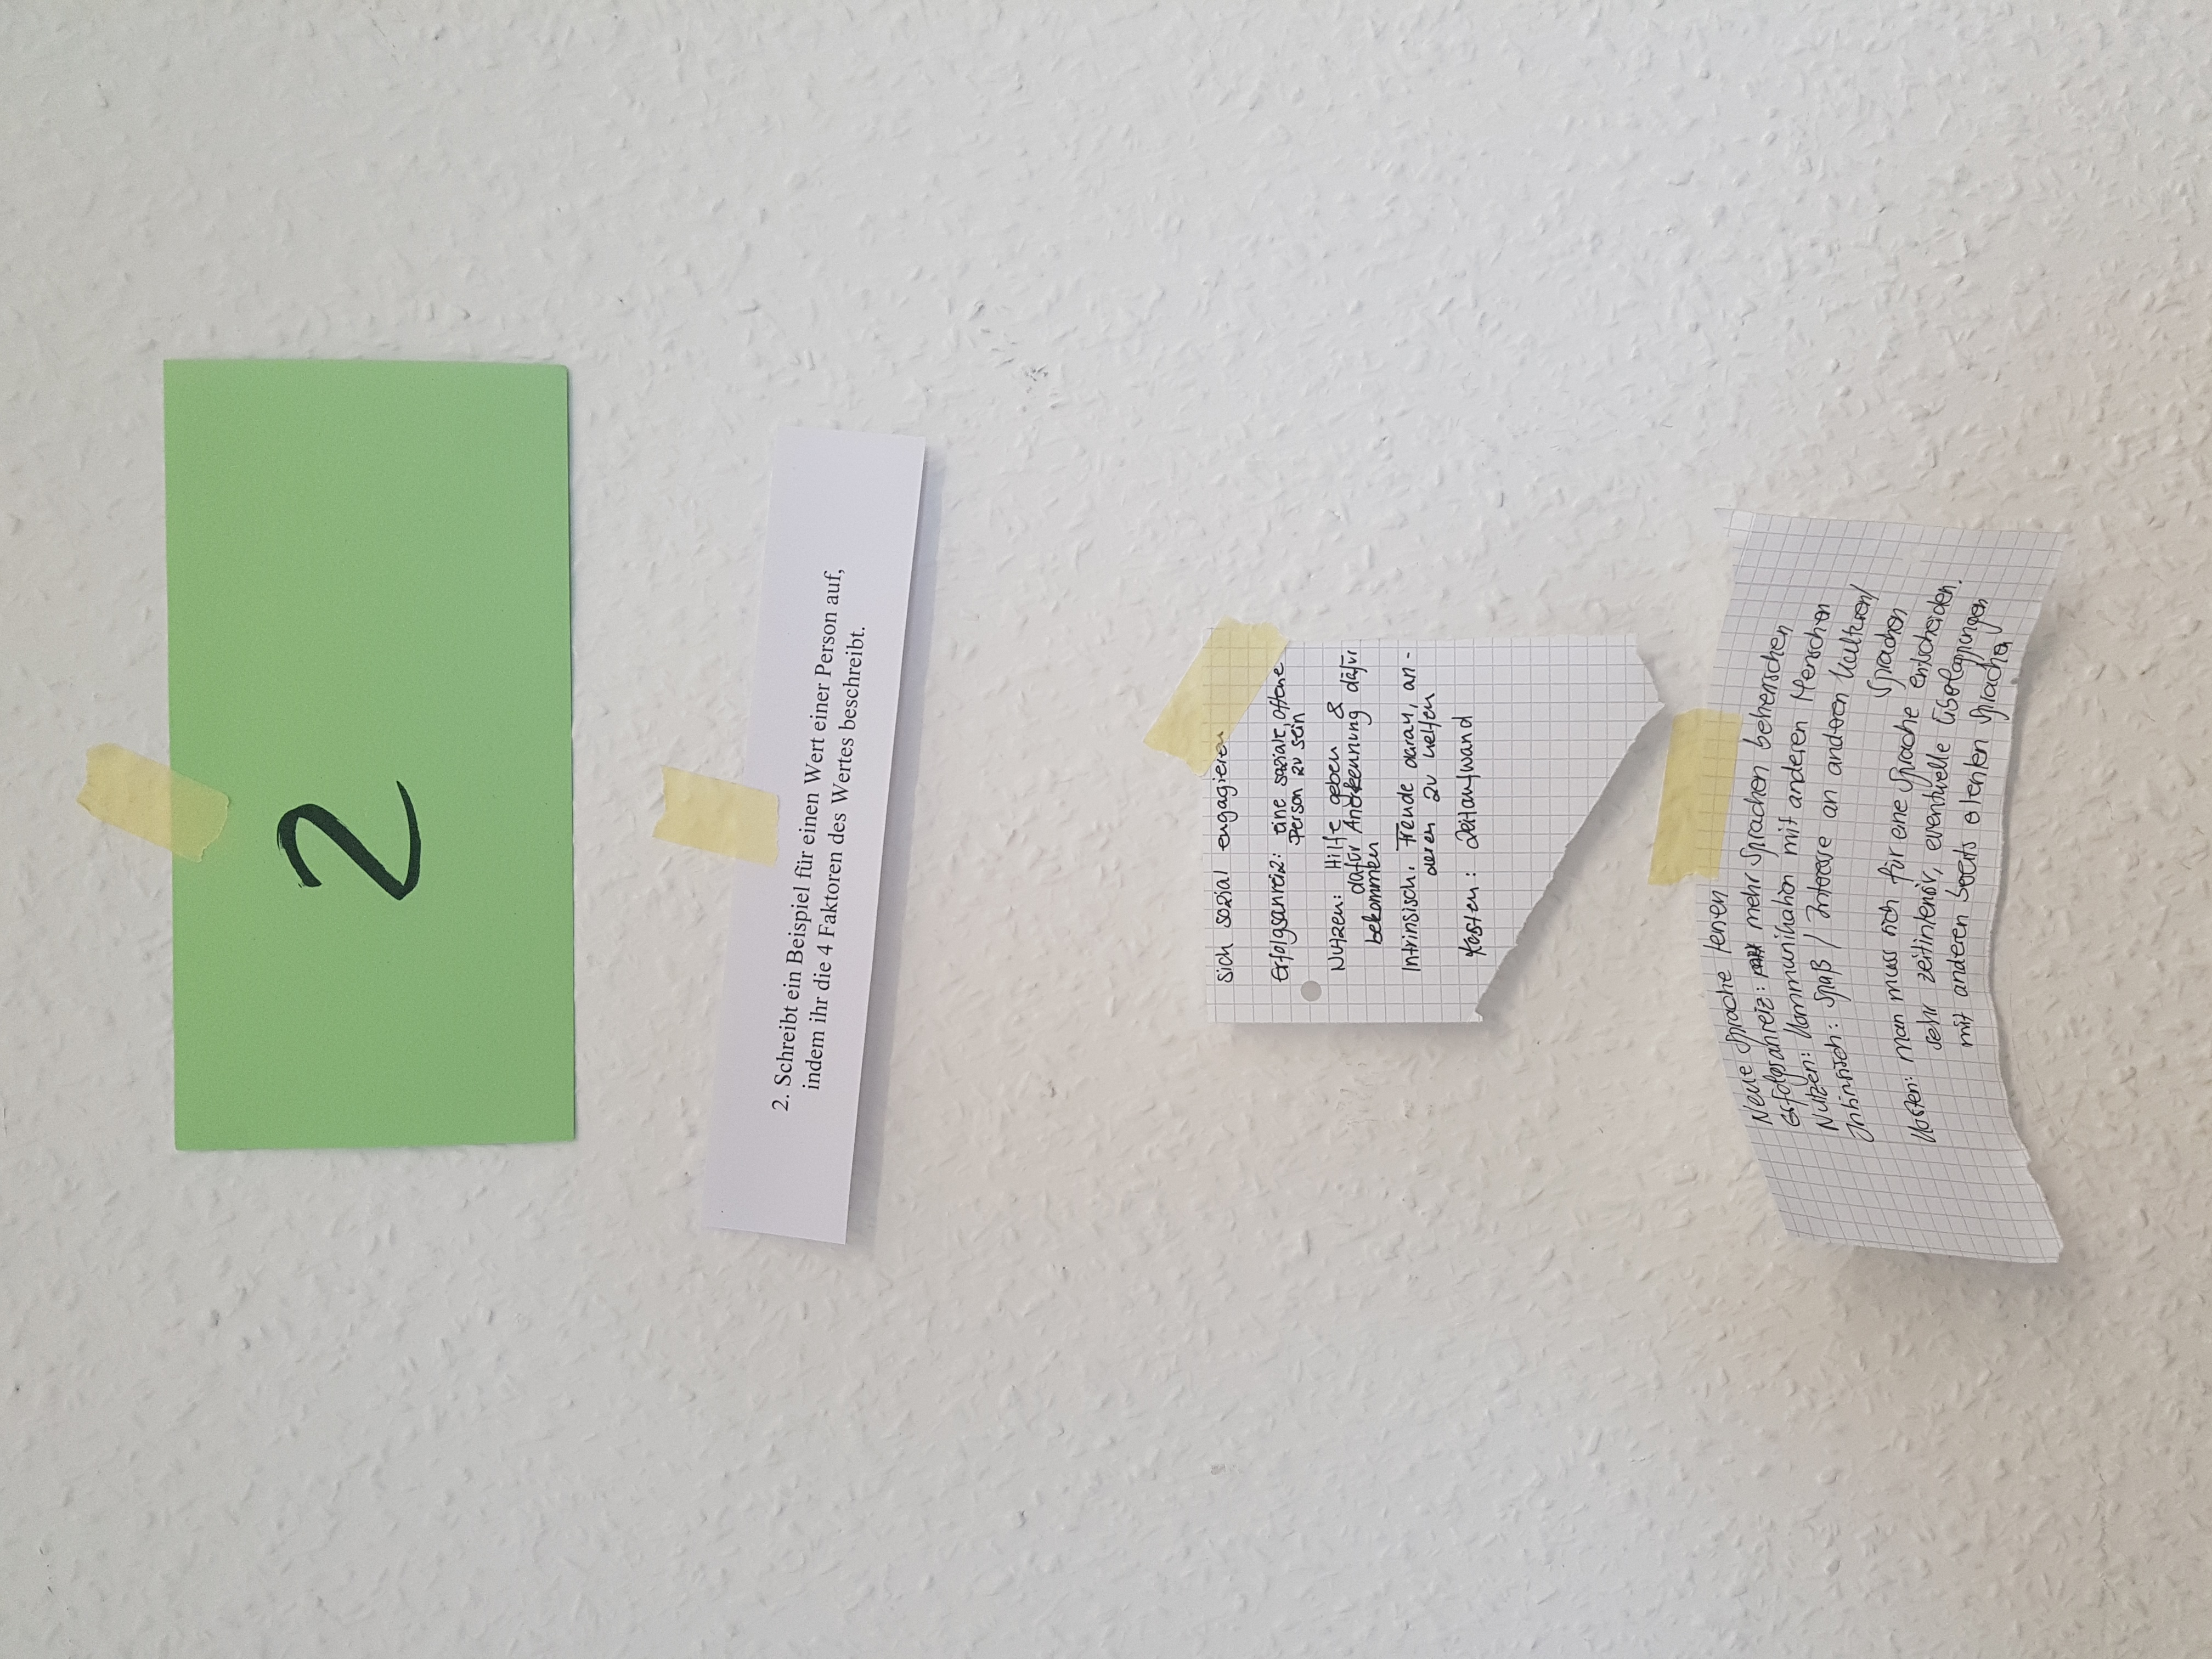 2
2. Schreibt ein Beispiel für einen Wert einer Person auf,
indem ihr die 4 Faktoren des Wertes beschreibt.
sich sozial engagieren
Erfolgsanreiz: eine soziale, offene
Person zu sein
Nutzen: Hilfe geben &
dafür Anerkennung dafür
bekommen
Intrinsisch: Freude daran, an-
deren zu helfen
Kosten: Zeitaufwand
Neue Sprache lernen
Erfolgsanreiz: mehr Sprachen beherrschen
Nutzen: Kommunikation mit anderen Menschen
Intrinsisch: Spaß / Interesse an anderen Kulturen/
Sprachen
Kosten: man muss sich für eine Sprache entscheiden.
sehr zeitintensiv, eventuelle Überlappungen
mit anderen bereits erlernten Sprachen